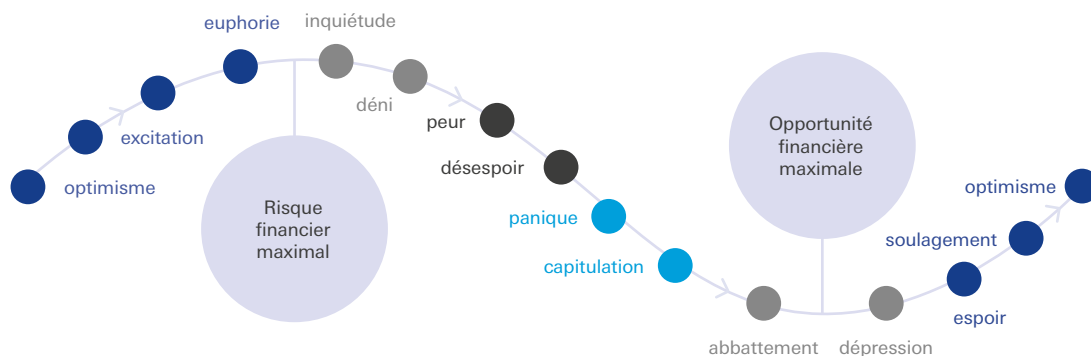 euphorie
inquiétude
déni
excitation
optimisme
Risque
financier
maximal
peur
désespoir
panique
capitulation
abbattement
Opportunité
financière
maximale
dépression
espoir
soulagement
optimisme